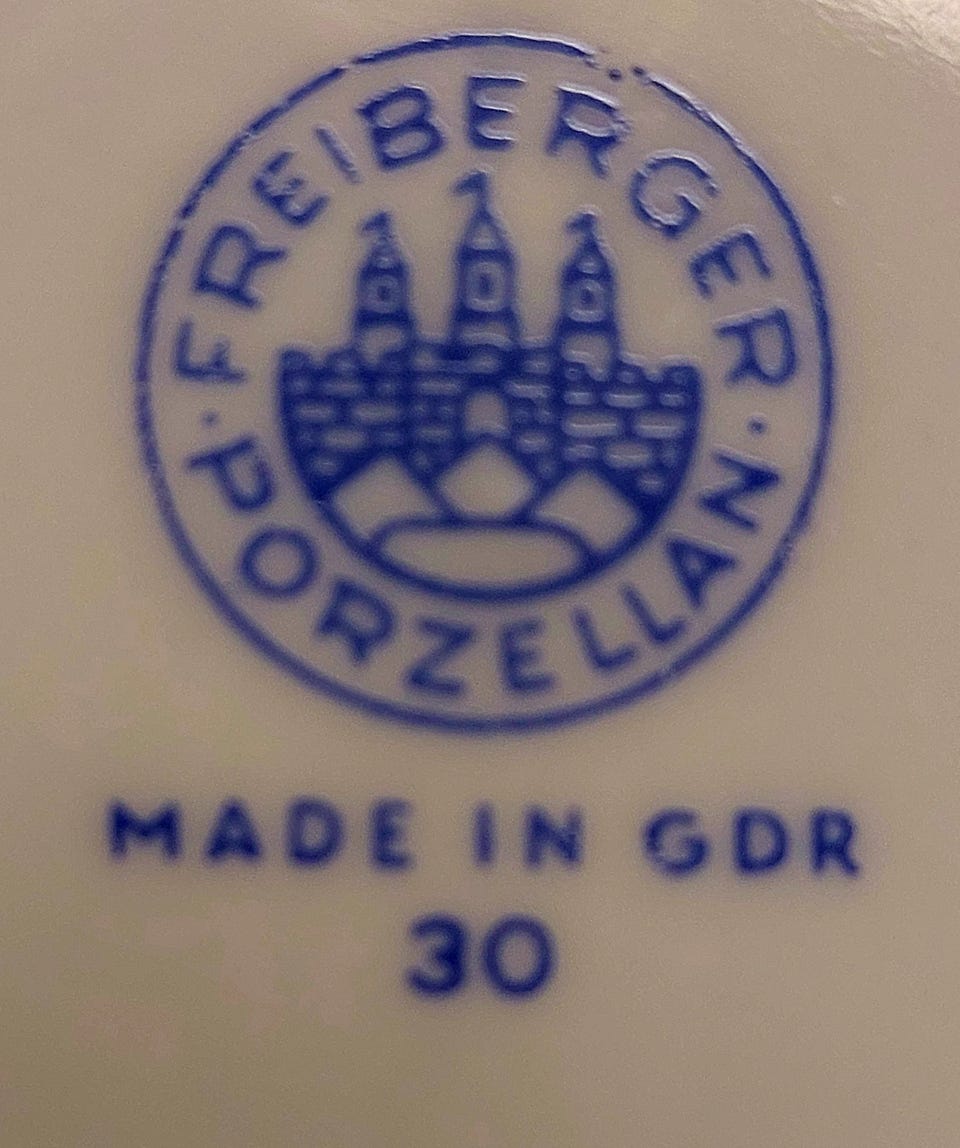 FREIBERGER
· PORZELLAN ·
MADE IN GDR
30